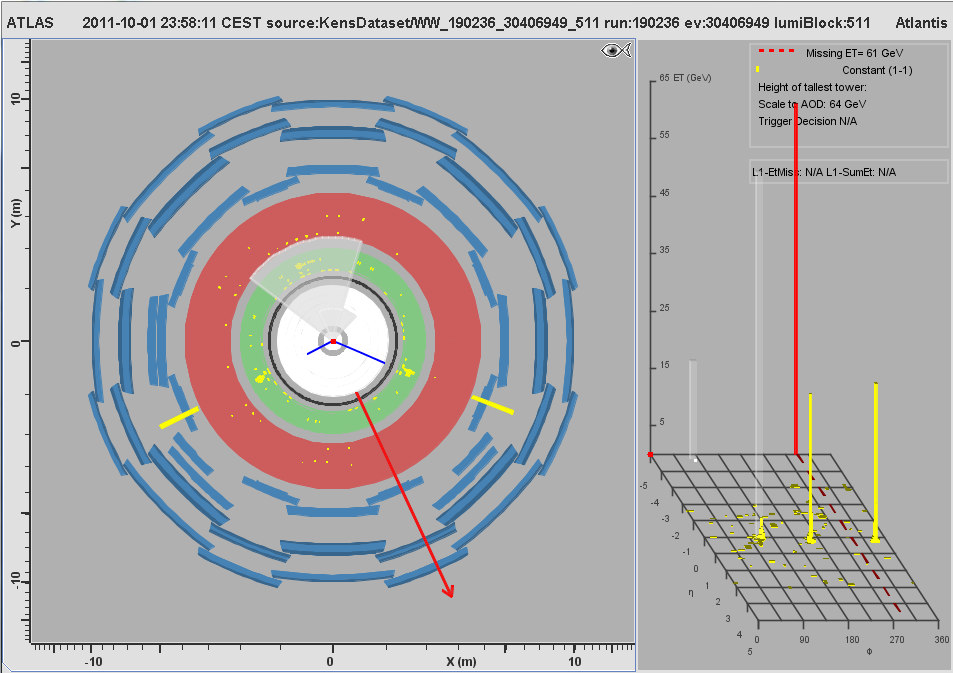 ATLAS 2011-10-01 23:58:11 CEST source:KensDataset/WW_190236_30406949_511 run:190236 ev:30406949 lumiBlock:511 Atlantis
Missing ET= 61 GeV
Constant (1-1)
Height of tallest tower:
Scale to AOD: 64 GeV
Trigger Decision N/A
L1-EtMiss: N/A L1-SumEt: N/A
65 ET (GeV)
55
45
35
25
15
5
10
Y (m)
0
-10
-10 0 X (m) 10
-5
-4
-3
-2
-1
0
1
2
3
4
5
η
0 90 180 270 360
Φ